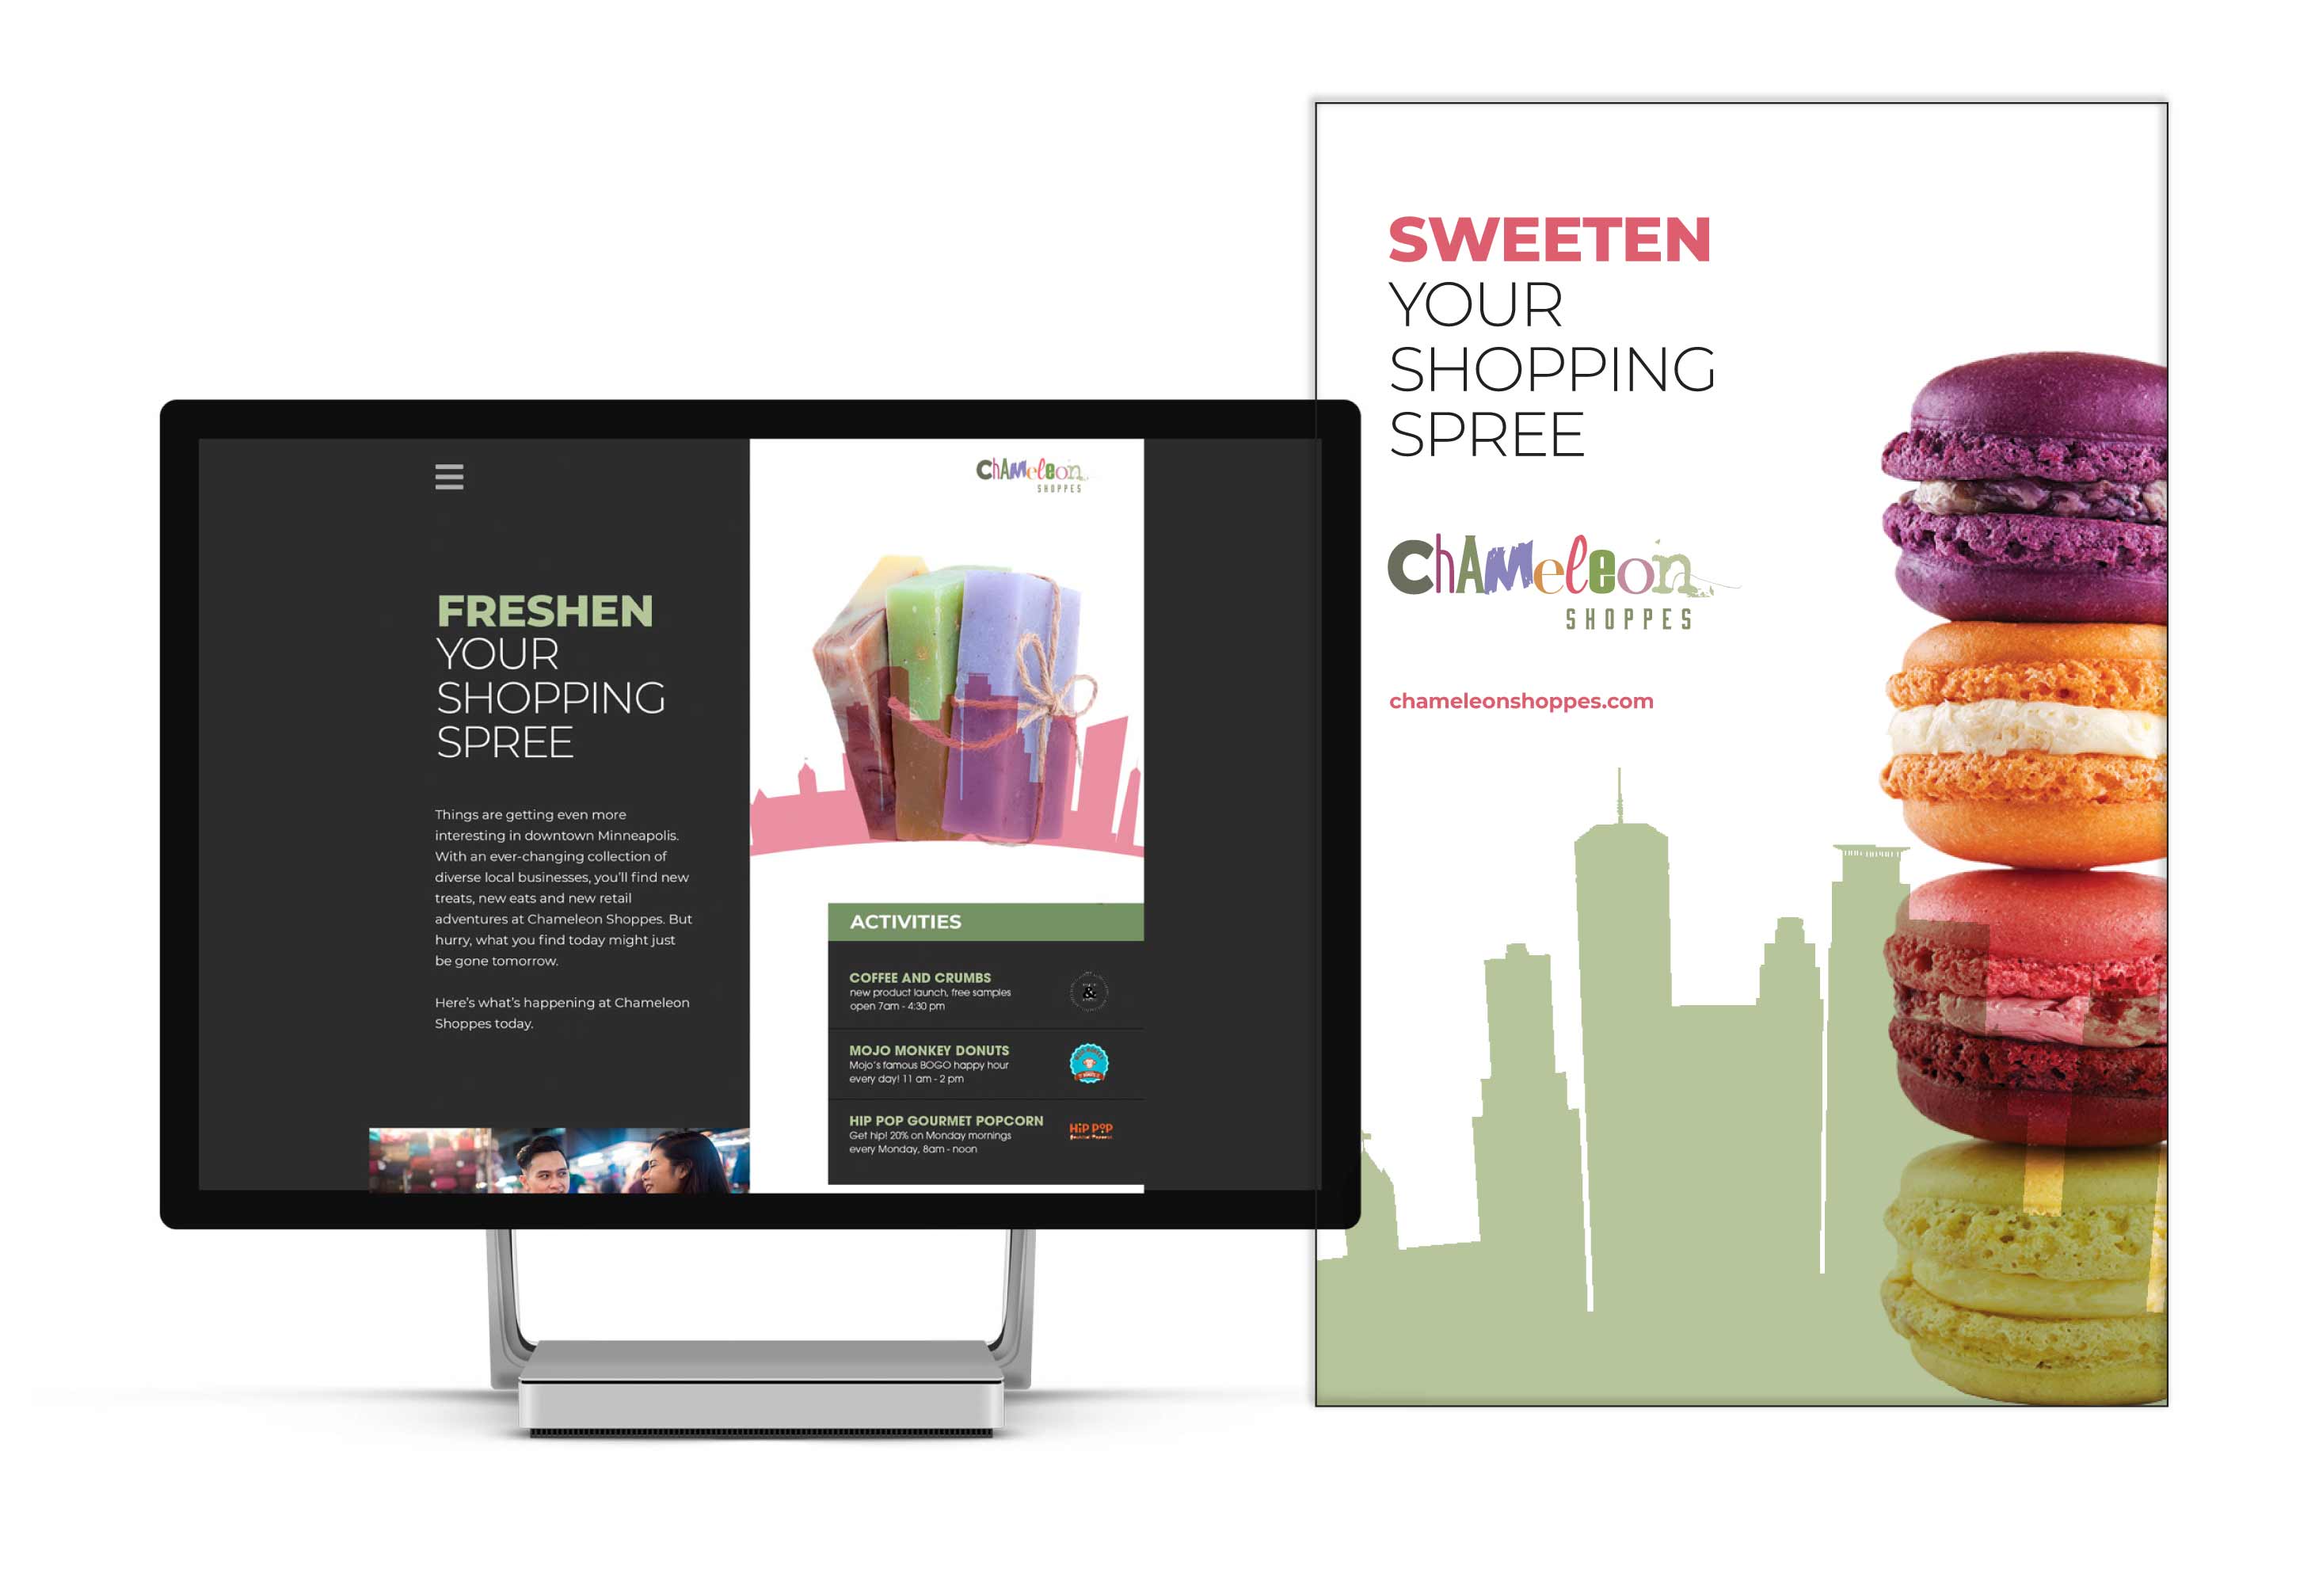 SWEETEN
YOUR
SHOPPING
SPREE
chAMeleon
SHOPPES
chameleonshoppes.com
chAMeleon
SHOPPES
FRESHEN
YOUR
SHOPPING
SPREE
Things are getting even more
interesting in downtown Minneapolis.
With an ever-changing collection of
diverse local businesses, you'll find new
treats, new eats and new retail
adventures at Chameleon Shoppes. But
hurry, what you find today might just
be gone tomorrow.
Here's what's happening at Chameleon
Shoppes today.
ACTIVITIES
COFFEE AND CRUMBS
new product launch, free samples
open 7am - 4:30 pm
&
MOJO MONKEY DONUTS
Mojo's famous BOGO happy hour
every day! 11 am - 2 pm
HIP POP GOURMET POPCORN
Get hip! 20% on Monday mornings
every Monday, 8am - noon
HiP POP